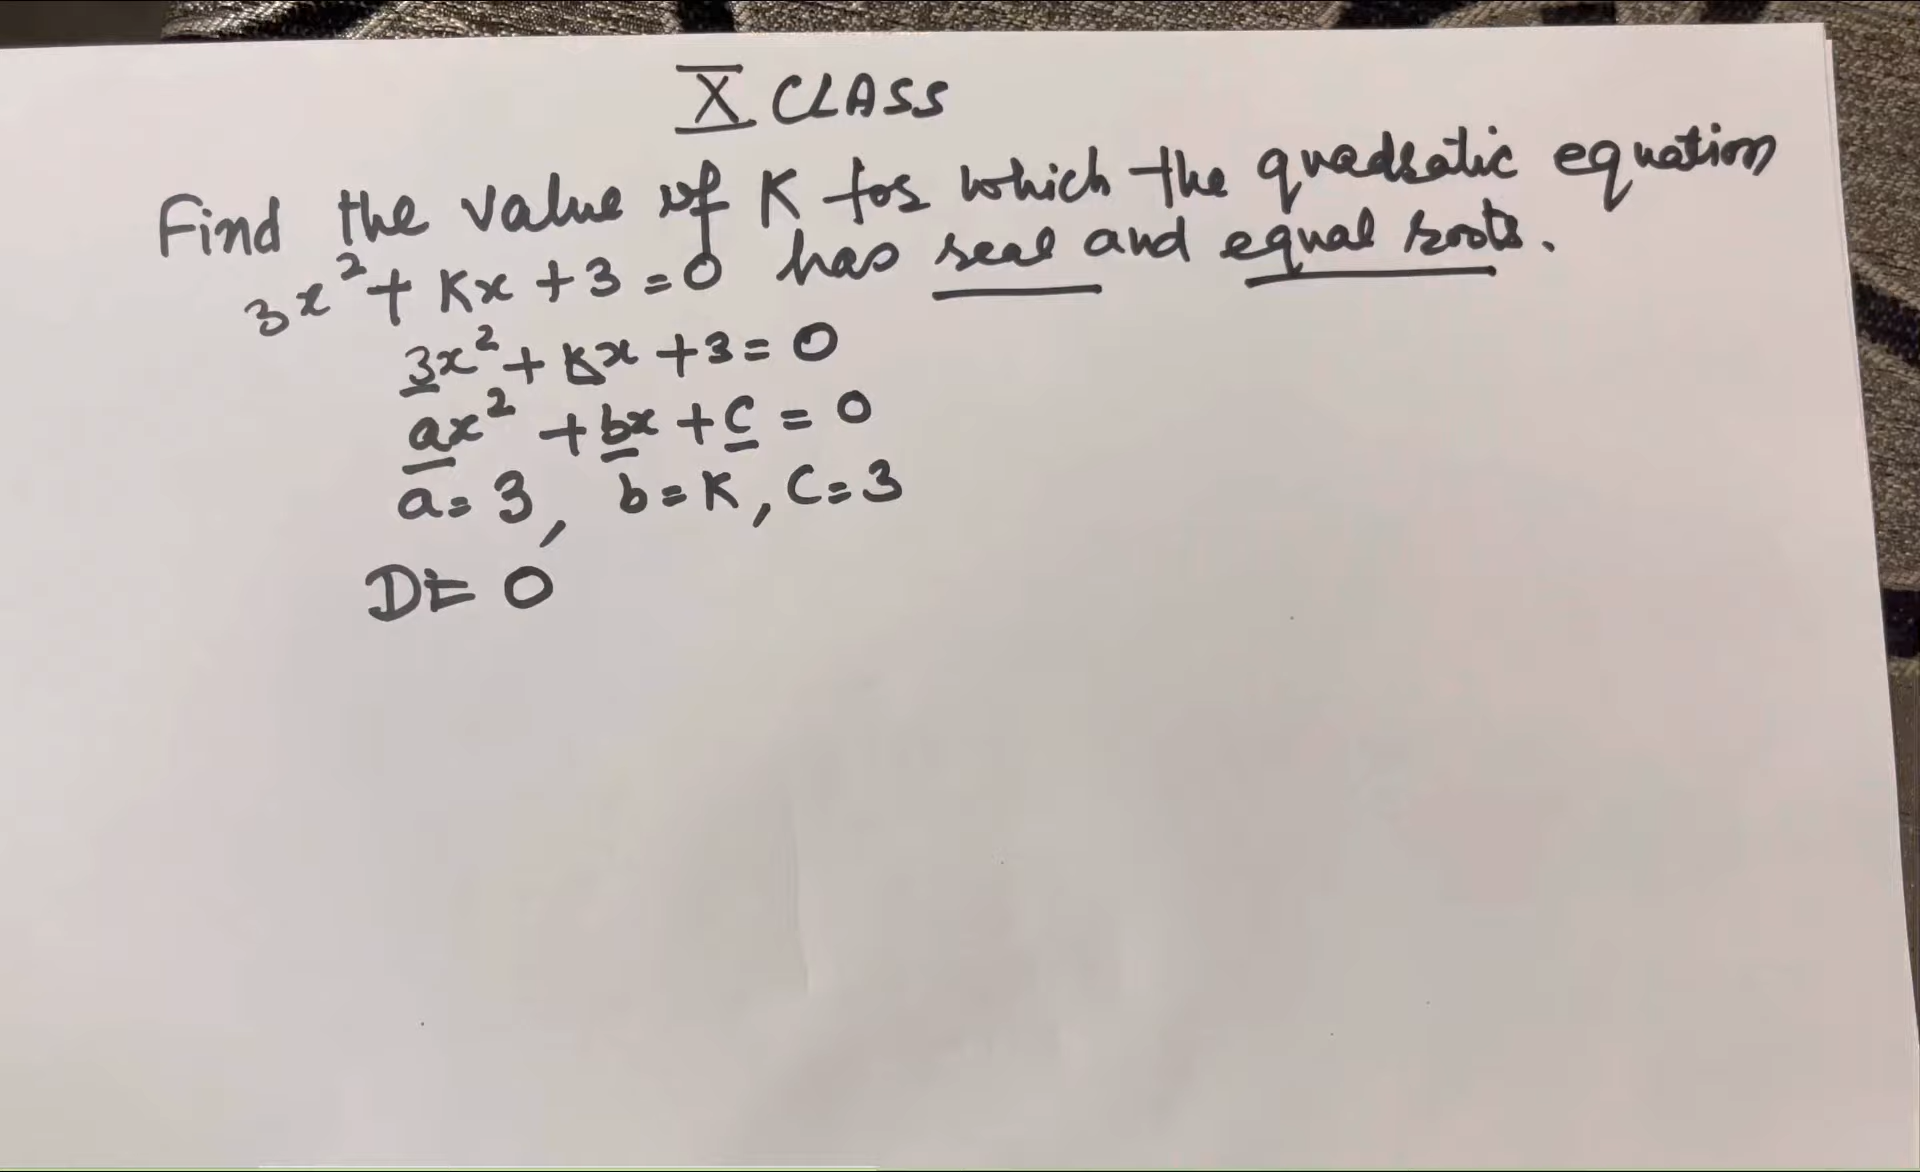 X CLASS
Find the value of K for which the quadratic equation
3x² + Kx + 3 = 0 has real and equal roots.
3x² + Kx + 3 = 0
ax² + bx + c = 0
a = 3, b = K, C = 3
D = 0